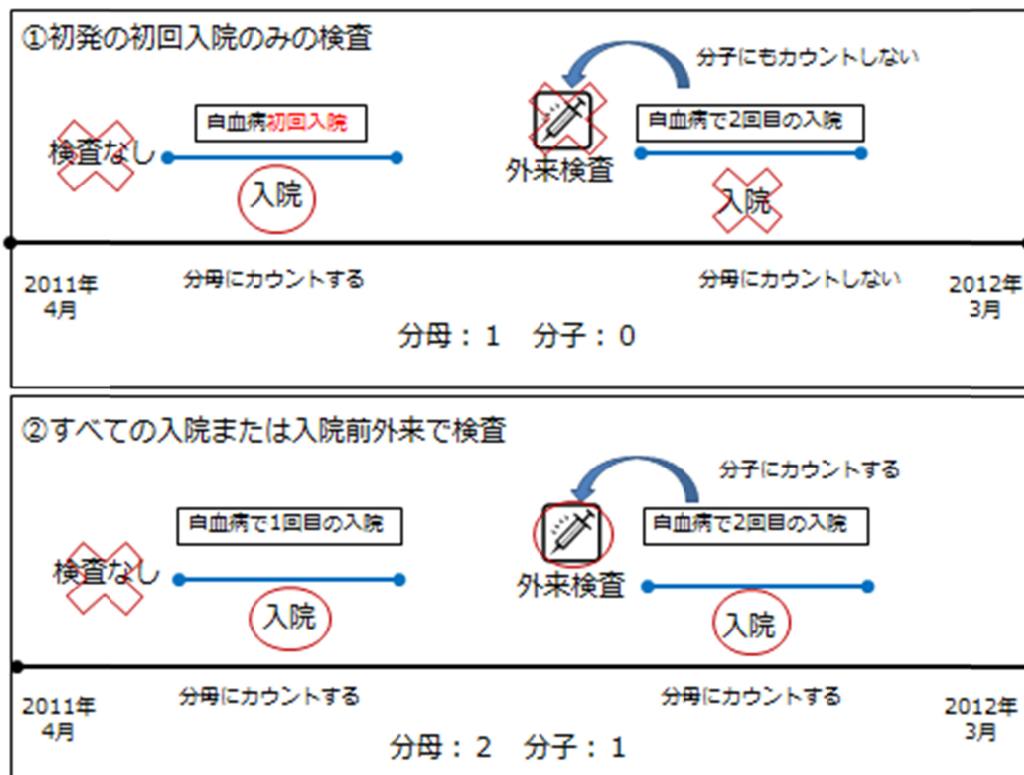 ①初発の初回入院のみの検査
分子にもカウントしない
白血病初回入院
白血病で2回目の入院
検査なし
外来検査
入院
入院
2011年
4月
分母にカウントする
分母にカウントしない
2012年
3月
分母：1　分子：0
②すべての入院または入院前外来で検査
分子にカウントする
白血病で1回目の入院
白血病で2回目の入院
検査なし
外来検査
入院
入院
2011年
4月
分母にカウントする
分母にカウントする
2012年
3月
分母：2　分子：1